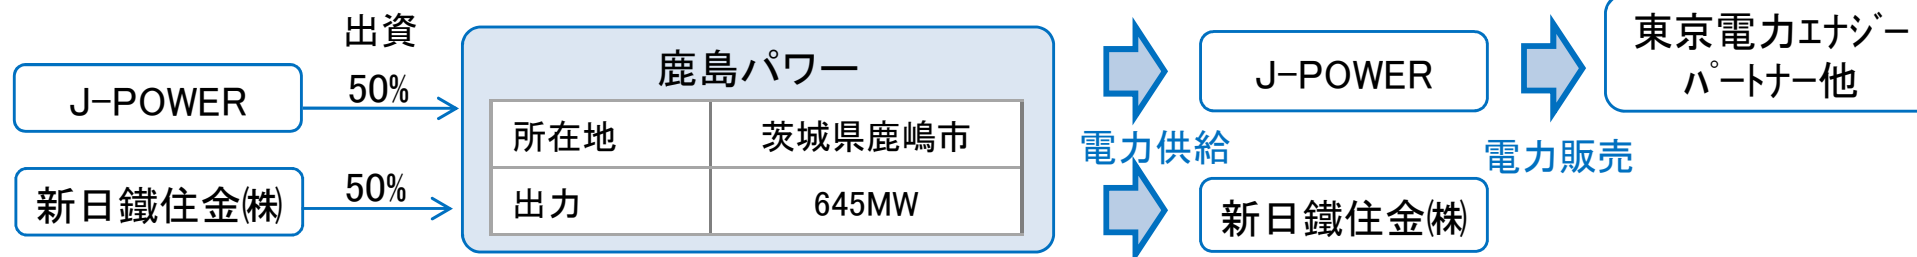 出資
J-POWER
50%
新日鐵住金㈱
50%
鹿島パワー
所在地 茨城県鹿嶋市
出力 645MW
電力供給
J-POWER
新日鐵住金㈱
電力販売
東京電力エナジー
パートナー他